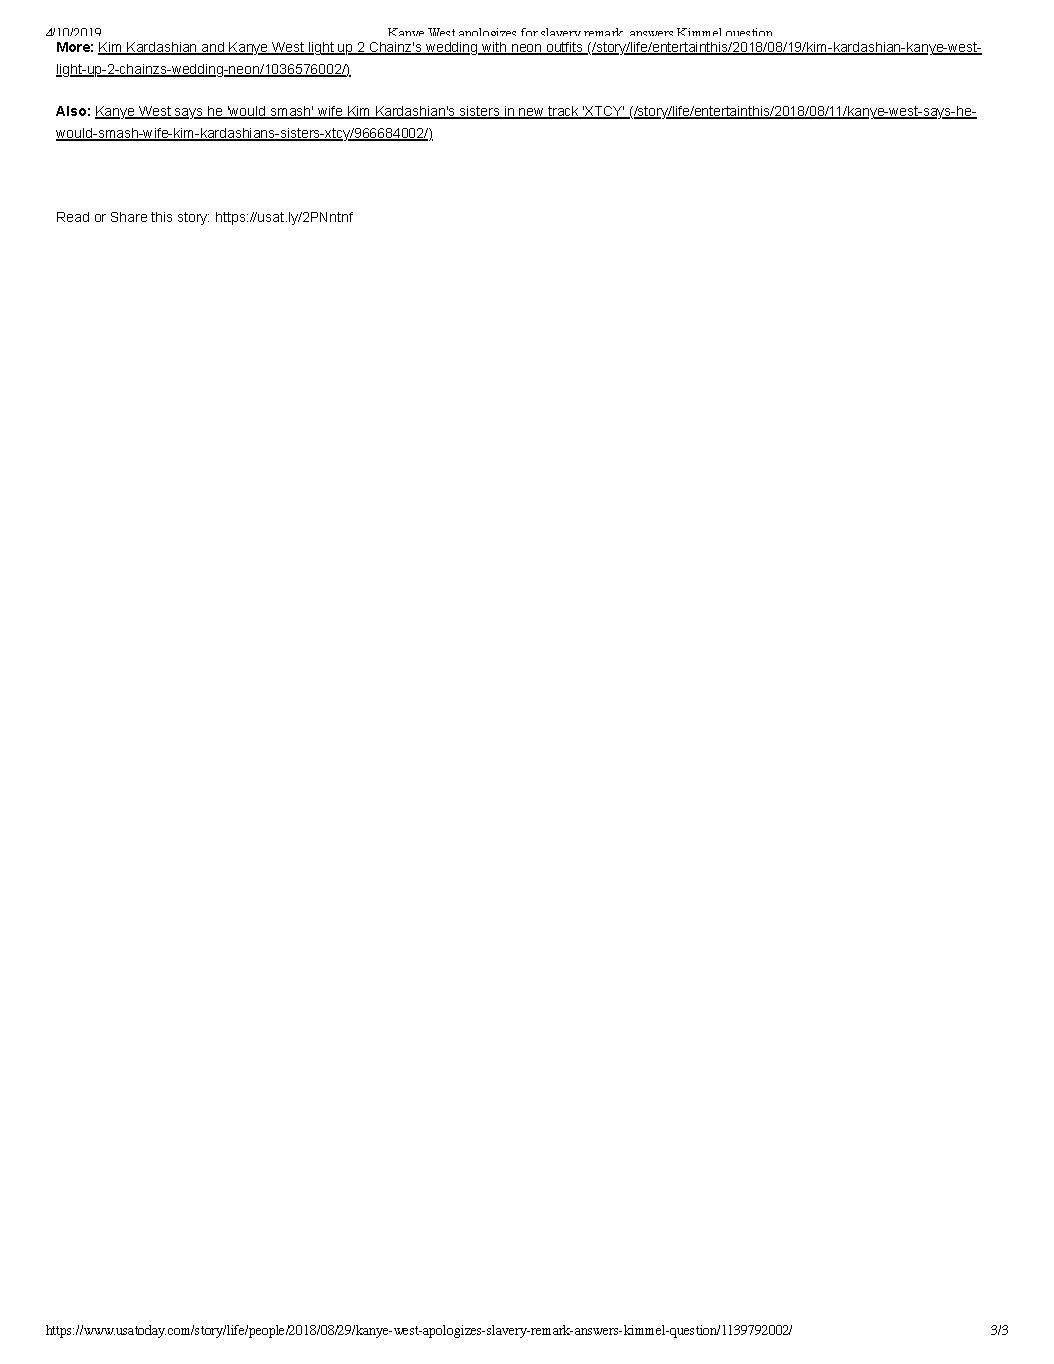 4/10/2019 Kanye West apologizes for slavery remark, answers Kimmel question
More: Kim Kardashian and Kanye West light up 2 Chainz's wedding with neon outfits (/story/life/entertainthis/2018/08/19/kim-kardashian-kanye-west-
light-up-2-chainzs-wedding-neon/1036576002/)
Also: Kanye West says he 'would smash' wife Kim Kardashian's sisters in new track 'XTCY' (/story/life/entertainthis/2018/08/11/kanye-west-says-he-
would-smash-wife-kim-kardashians-sisters-xtcy/966684002/)
Read or Share this story: https://usat.ly/2PNntnf
https://www.usatoday.com/story/life/people/2018/08/29/kanye-west-apologizes-slavery-remark-answers-kimmel-question/1139792002/ 3/3